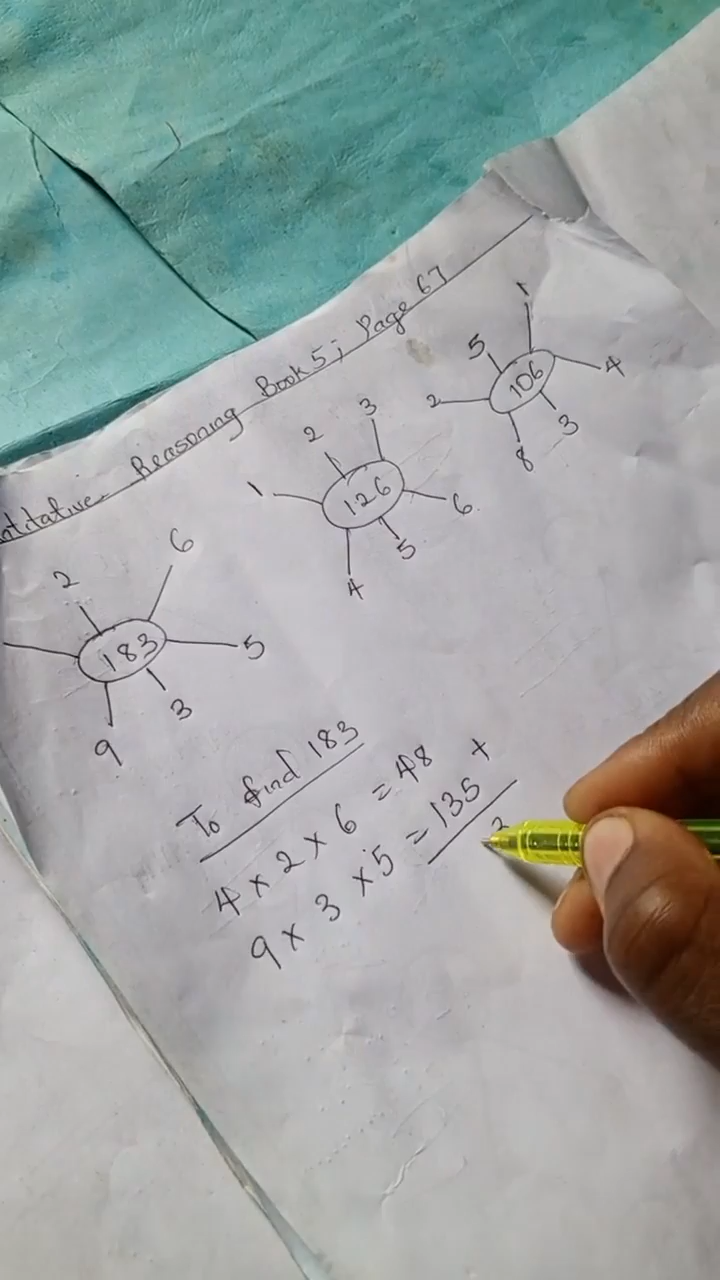 Reasoning Book 5; Page 67
2 6
183
5
9 3
1 2 3
126
6
4 5
5 1
2 106 4
8 3
To find 183
4 × 2 × 6 = 48
9 × 3 × 5 = 135 +
3